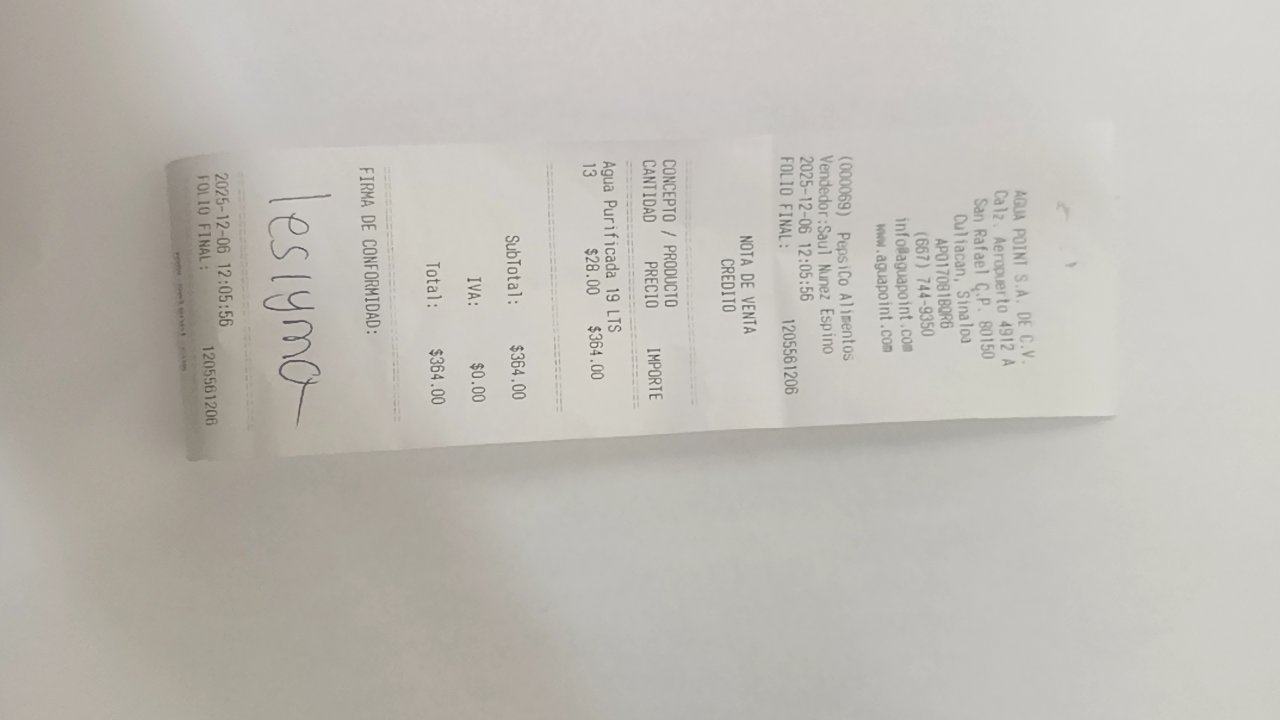 AGUA POINT S.A. DE C.V.
Calz. Aeropuerto 4912 A
San Rafael C.P. 80150
Culiacan, Sinaloa
APO170818QR6
(667) 744-9350
info@aguapoint.com
www.aguapoint.com
(000069) PepsiCo Alimentos
Vendedor:Saul Nunez Espino
2025-12-06 12:05:56
FOLIO FINAL: 1205561206
NOTA DE VENTA
CREDITO
CONCEPTO / PRODUCTO
CANTIDAD PRECIO IMPORTE
Agua Purificada 19 LTS
13 $28.00 $364.00
SubTotal: $364.00
IVA: $0.00
Total: $364.00
FIRMA DE CONFORMIDAD:
leslyma
2025-12-06 12:05:56
FOLIO FINAL: 1205561206